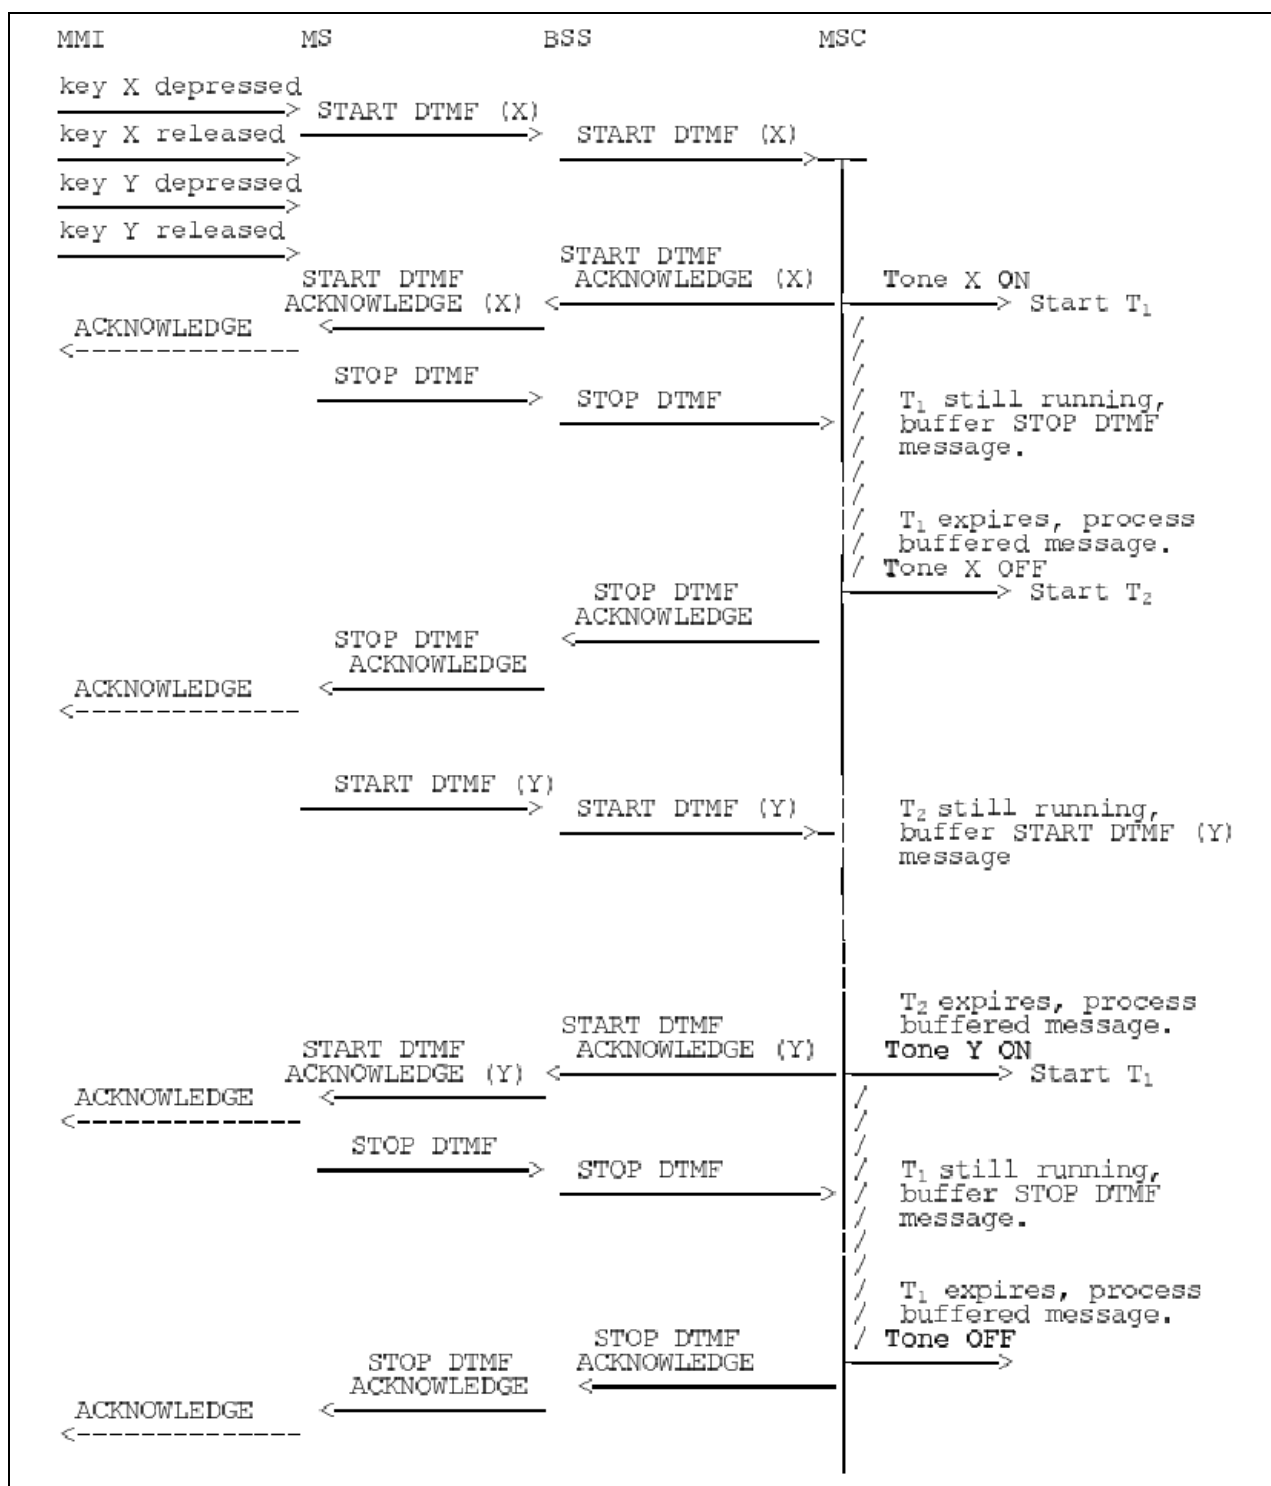 MMI MS BSS MSC
key X depressed
START DTMF (X)
key X released
START DTMF (X)
key Y depressed
key Y released
START DTMF
ACKNOWLEDGE (X)
START DTMF
ACKNOWLEDGE (X)
Tone X ON
Start T₁
ACKNOWLEDGE
STOP DTMF
STOP DTMF
T₁ still running,
buffer STOP DTMF
message.
T₁ expires, process
buffered message.
Tone X OFF
Start T₂
STOP DTMF
ACKNOWLEDGE
STOP DTMF
ACKNOWLEDGE
ACKNOWLEDGE
START DTMF (Y)
START DTMF (Y)
T₂ still running,
buffer START DTMF (Y)
message
T₂ expires, process
buffered message.
START DTMF
ACKNOWLEDGE (Y)
Tone Y ON
Start T₁
START DTMF
ACKNOWLEDGE (Y)
ACKNOWLEDGE
STOP DTMF
STOP DTMF
T₁ still running,
buffer STOP DTMF
message.
T₁ expires, process
buffered message.
Tone OFF
STOP DTMF
ACKNOWLEDGE
STOP DTMF
ACKNOWLEDGE
ACKNOWLEDGE